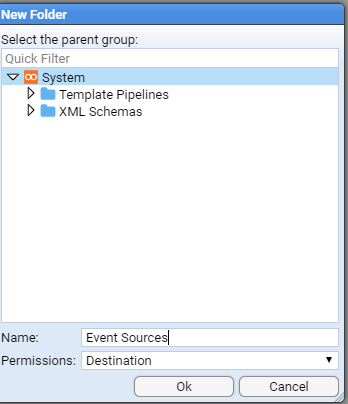 New Folder
Select the parent group:
Quick Filter
System
Template Pipelines
XML Schemas
Name: Event Sources
Permissions: Destination
Ok Cancel